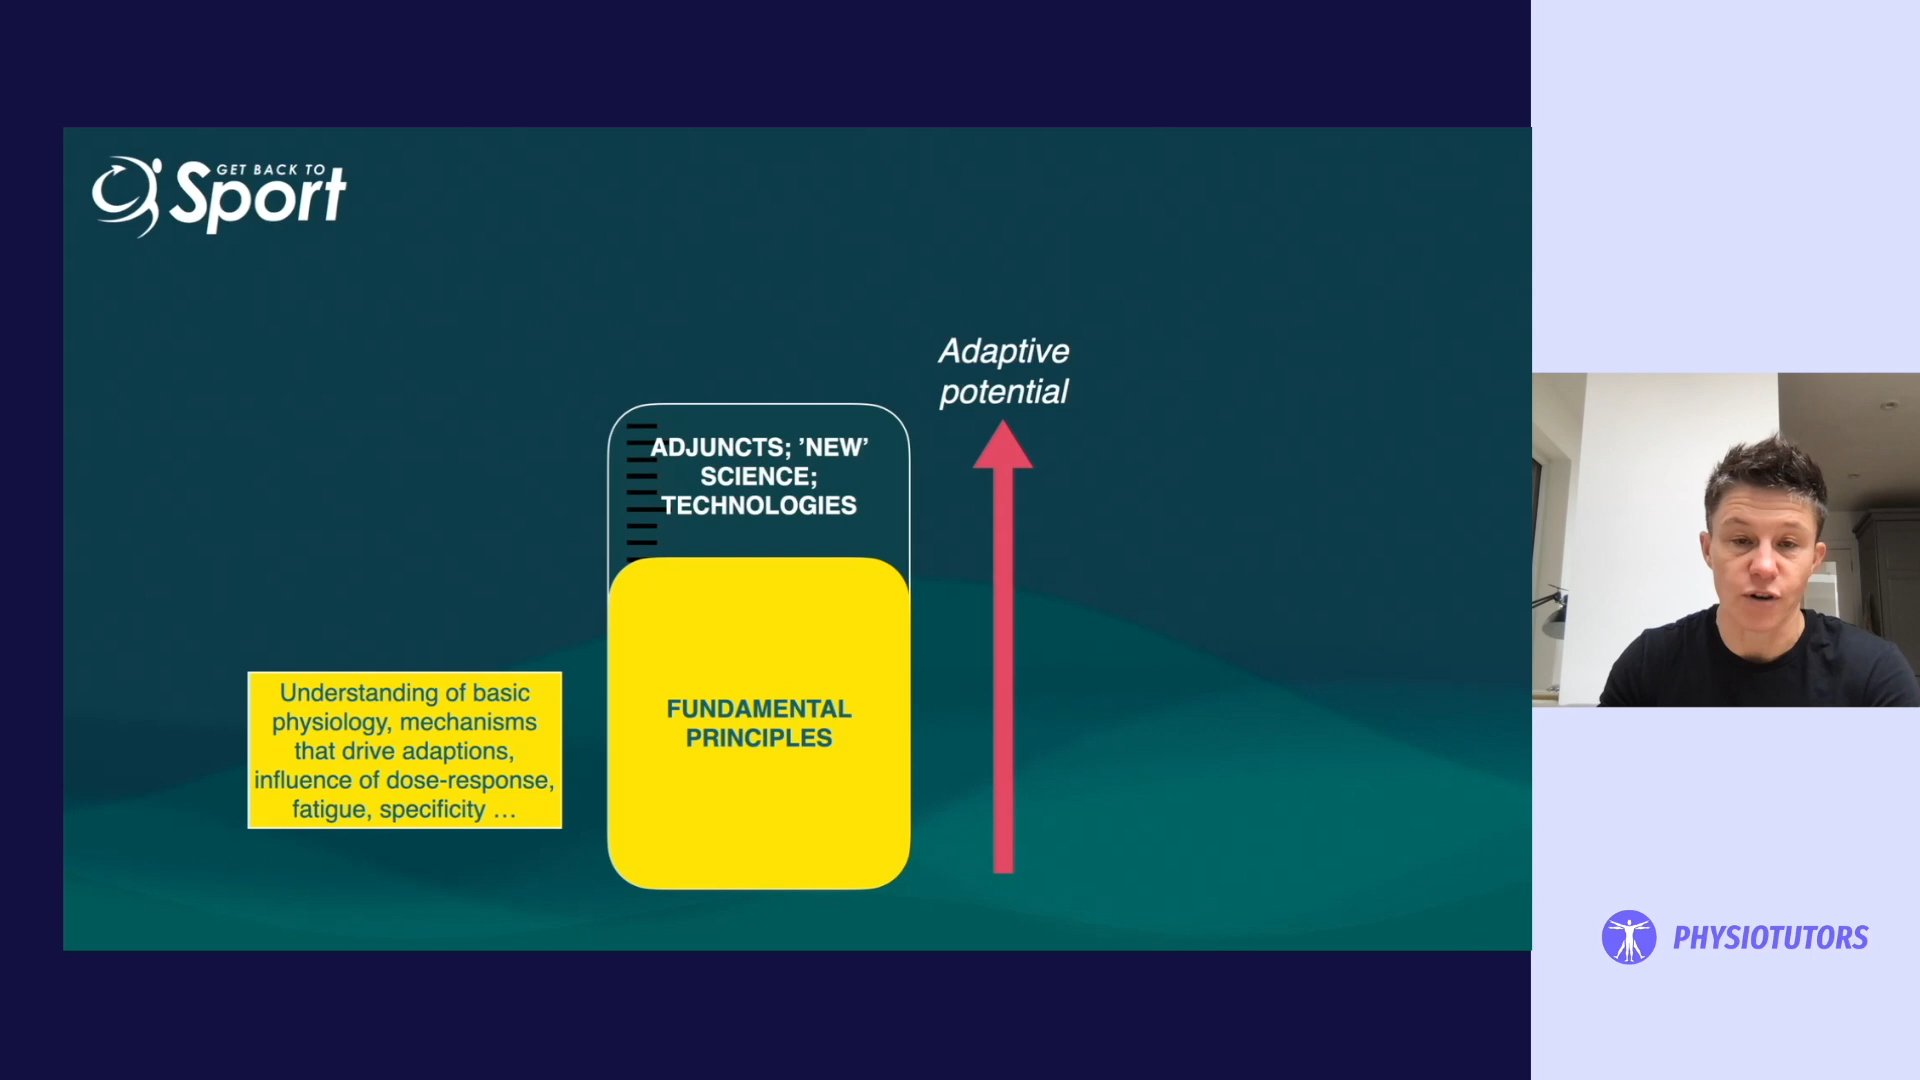 GET BACK TO
Sport
Adaptive
potential
ADJUNCTS; ’NEW’
SCIENCE;
TECHNOLOGIES
FUNDAMENTAL
PRINCIPLES
Understanding of basic
physiology, mechanisms
that drive adaptions,
influence of dose-response,
fatigue, specificity …
PHYSIOTUTORS